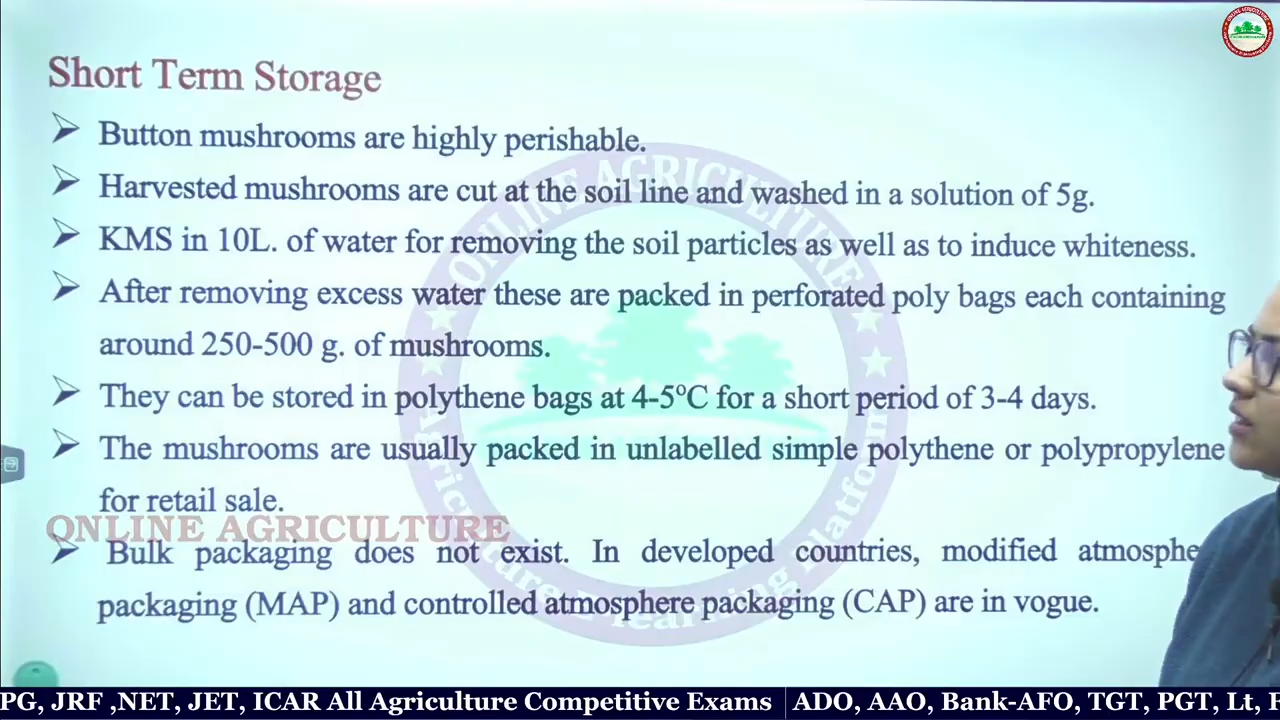 Short Term Storage
➢ Button mushrooms are highly perishable.
➢ Harvested mushrooms are cut at the soil line and washed in a solution of 5g.
➢ KMS in 10L. of water for removing the soil particles as well as to induce whiteness.
➢ After removing excess water these are packed in perforated poly bags each containing
around 250-500 g. of mushrooms.
➢ They can be stored in polythene bags at 4-5ºC for a short period of 3-4 days.
➢ The mushrooms are usually packed in unlabelled simple polythene or polypropylene
for retail sale.
ONLINE AGRICULTURE
➢ Bulk packaging does not exist. In developed countries, modified atmosphe
packaging (MAP) and controlled atmosphere packaging (CAP) are in vogue.
ONLINE AGRICULTURE
Agriculture E-learning Platform
PG, JRF ,NET, JET, ICAR All Agriculture Competitive Exams ADO, AAO, Bank-AFO, TGT, PGT, Lt,